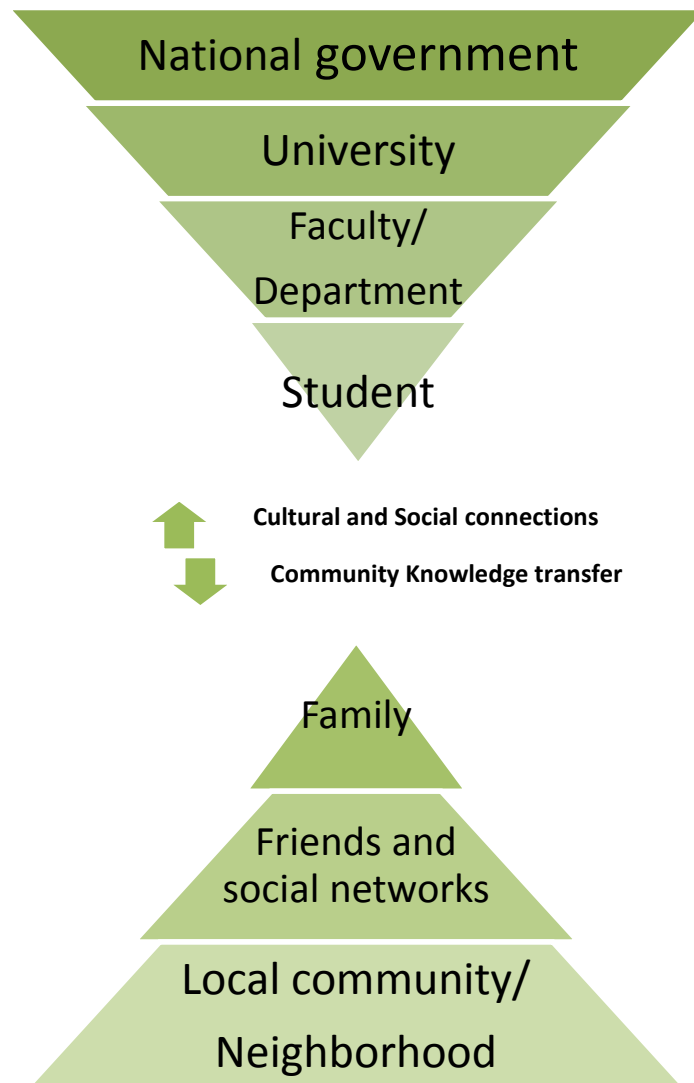 National government
University
Faculty/
Department
Student
Cultural and Social connections
Community Knowledge transfer
Family
Friends and
social networks
Local community/
Neighborhood